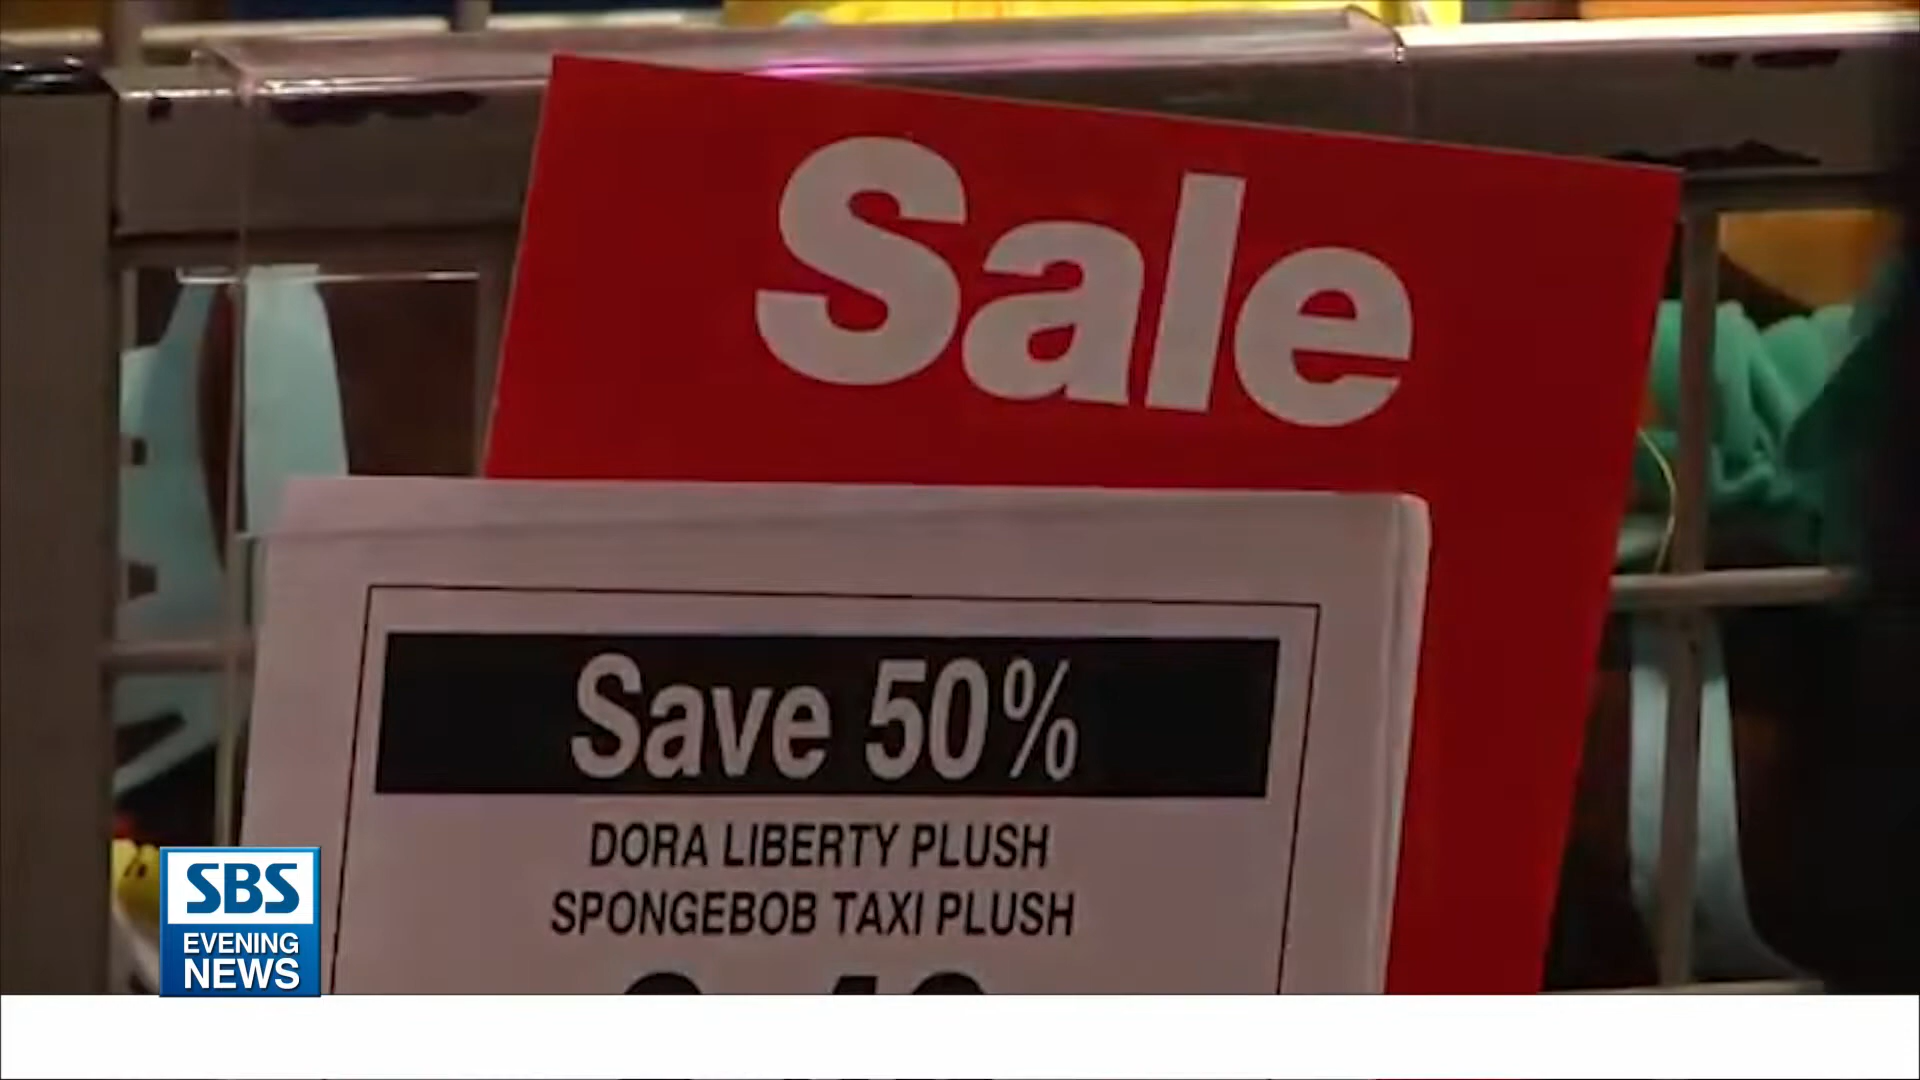 Sale
Save 50%
DORA LIBERTY PLUSH
SPONGEBOB TAXI PLUSH
SBS
EVENING
NEWS